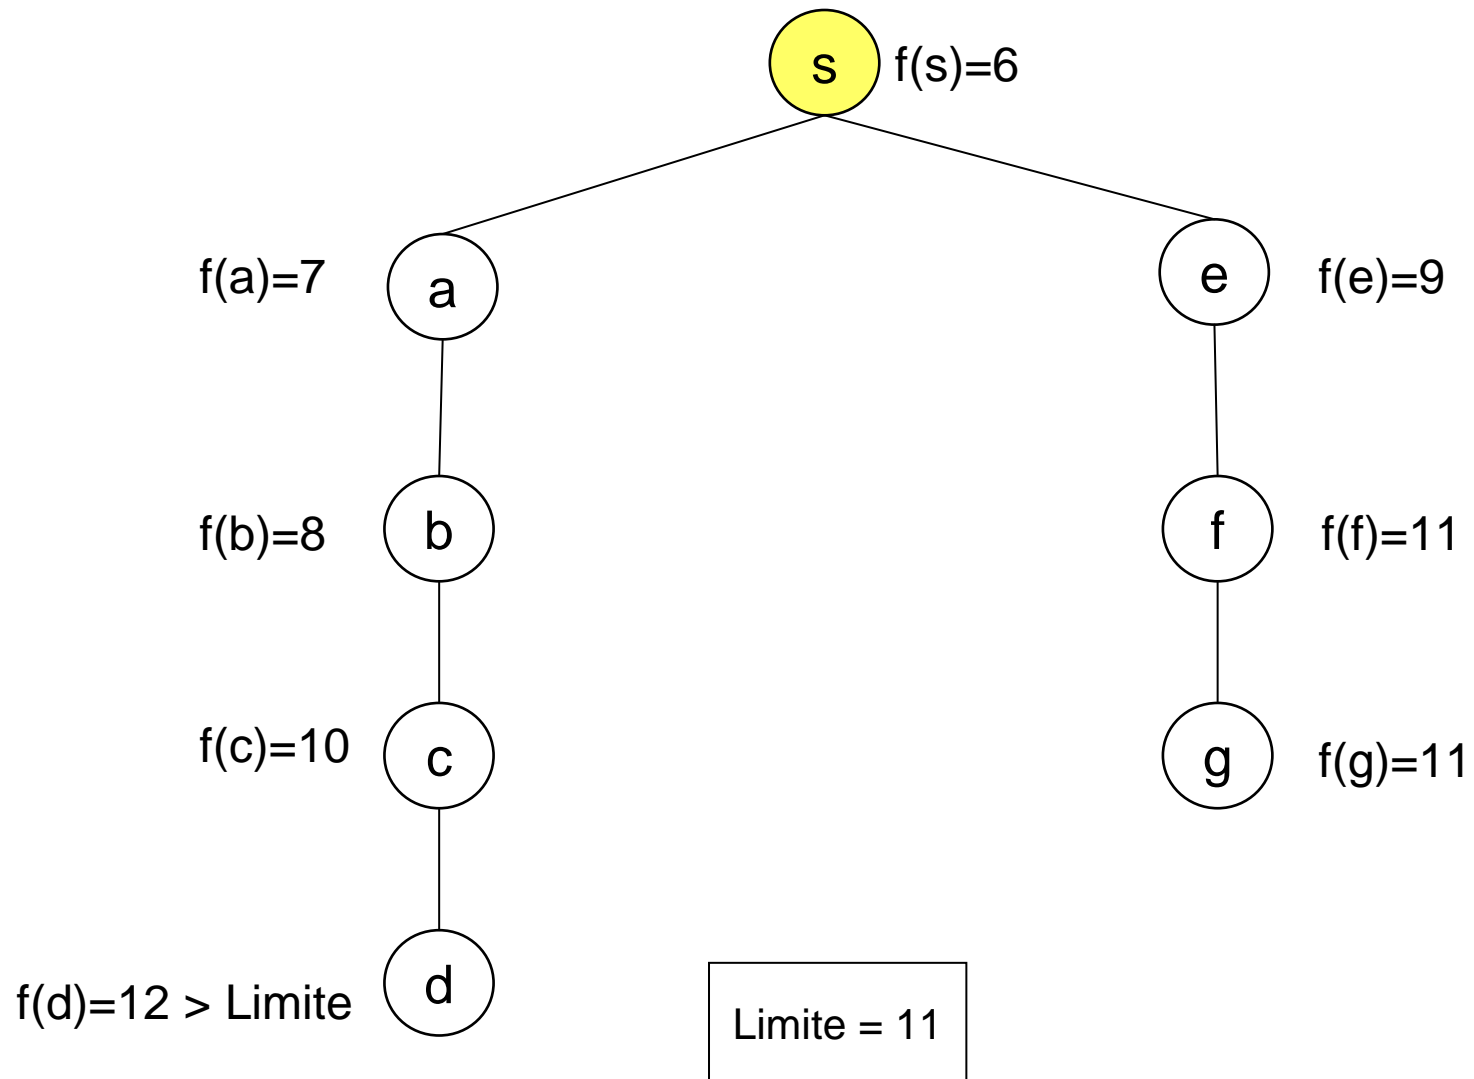 s f(s)=6
f(a)=7 a e f(e)=9
f(b)=8 b f f(f)=11
f(c)=10 c g f(g)=11
f(d)=12 > Limite d
Limite = 11